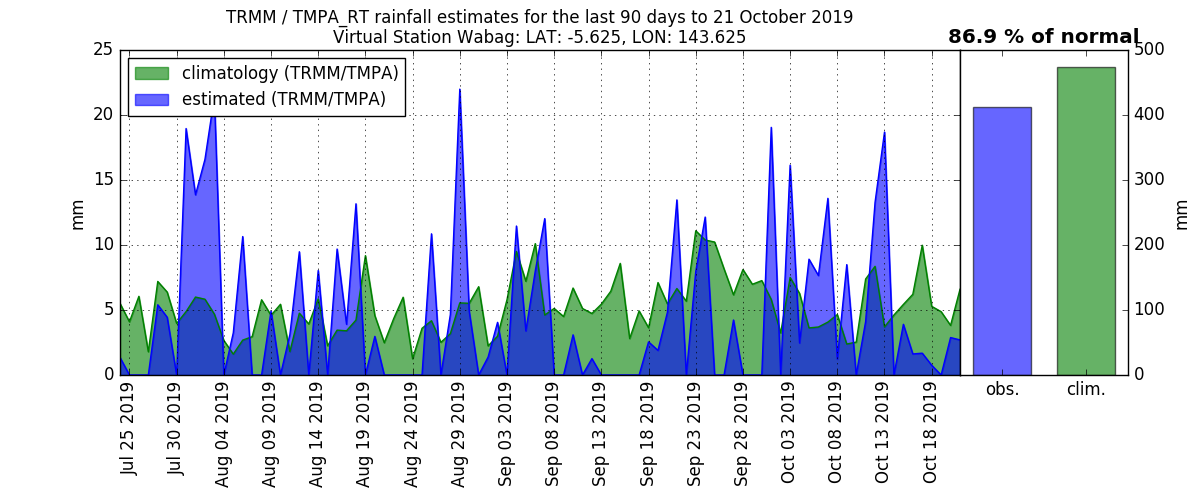 TRMM / TMPA_RT rainfall estimates for the last 90 days to 21 October 2019
Virtual Station Wabag: LAT: -5.625, LON: 143.625
86.9 % of normal
climatology (TRMM/TMPA)
estimated (TRMM/TMPA)
25
20
15
10
5
0
mm
500
400
300
200
100
0
mm
obs.
clim.
Jul 25 2019
Jul 30 2019
Aug 04 2019
Aug 09 2019
Aug 14 2019
Aug 19 2019
Aug 24 2019
Aug 29 2019
Sep 03 2019
Sep 08 2019
Sep 13 2019
Sep 18 2019
Sep 23 2019
Sep 28 2019
Oct 03 2019
Oct 08 2019
Oct 13 2019
Oct 18 2019